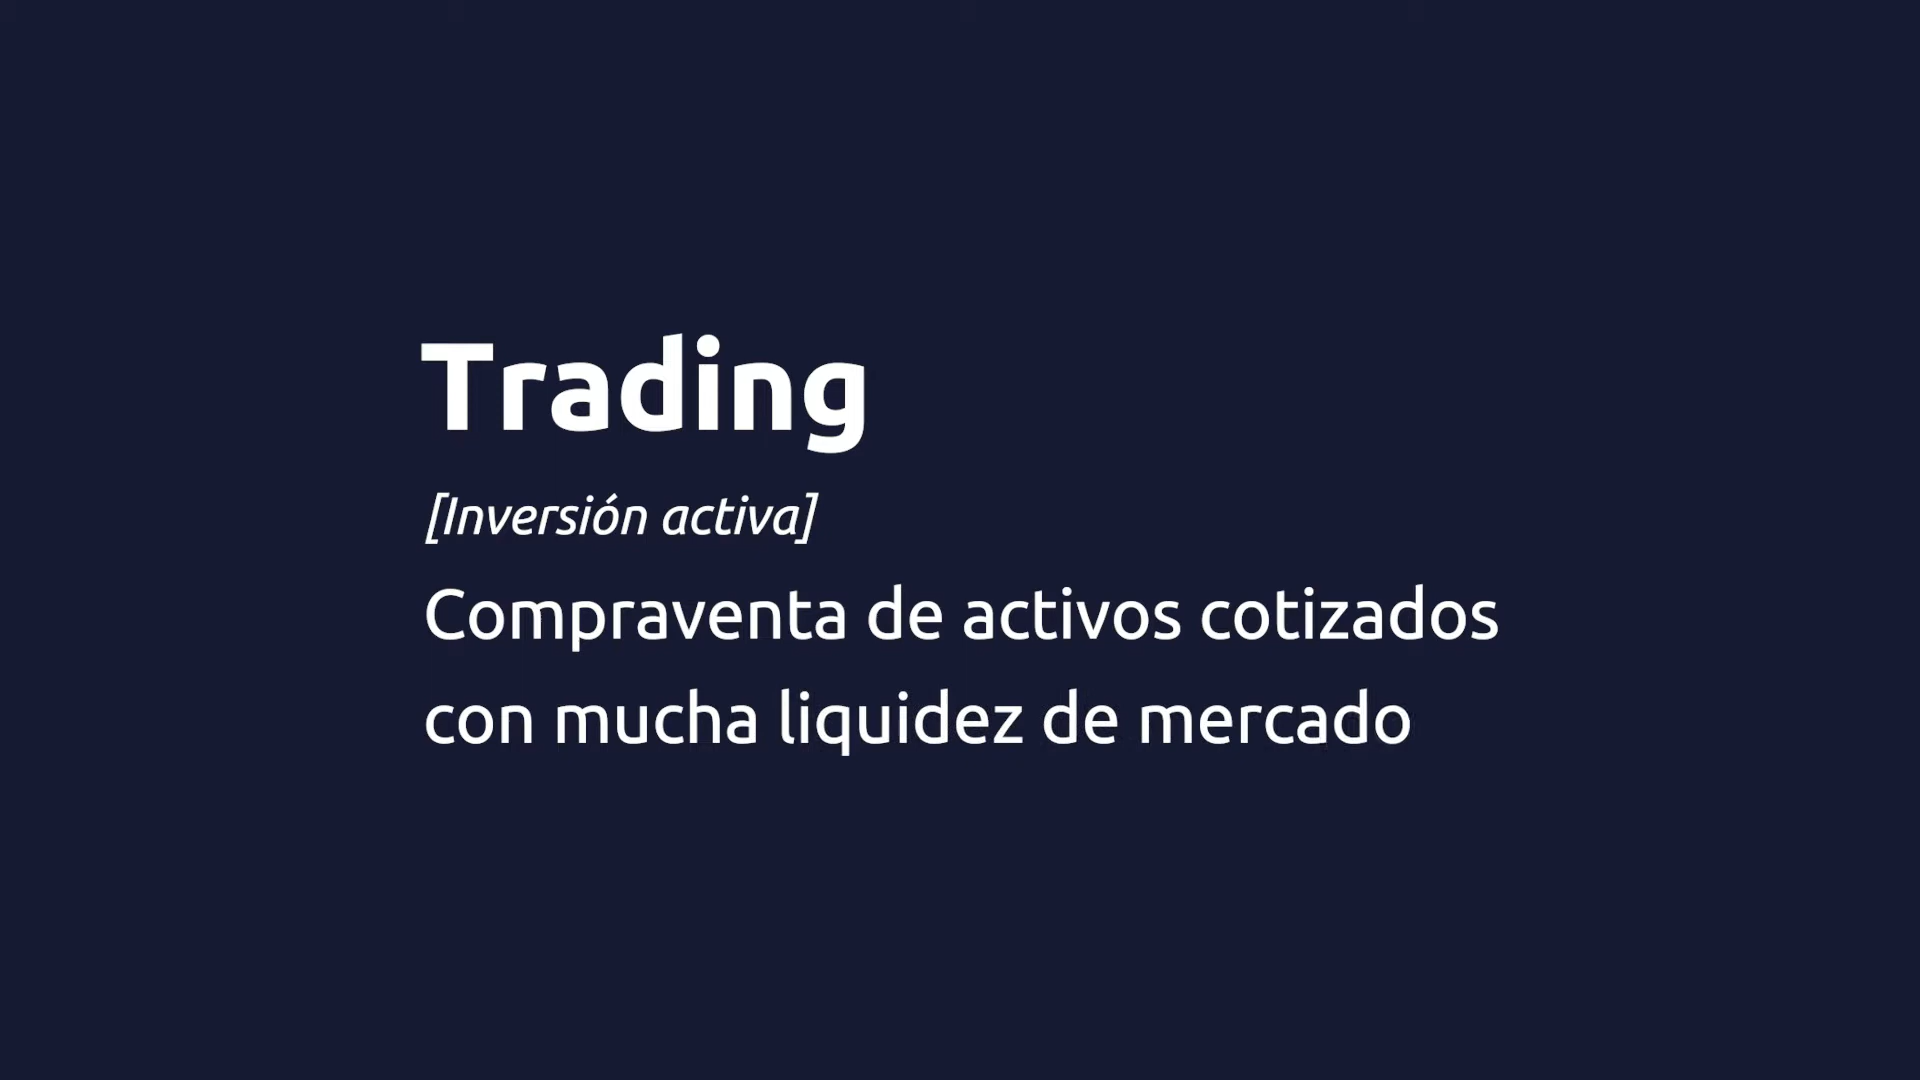 Trading
[Inversión activa]
Compraventa de activos cotizados
con mucha liquidez de mercado